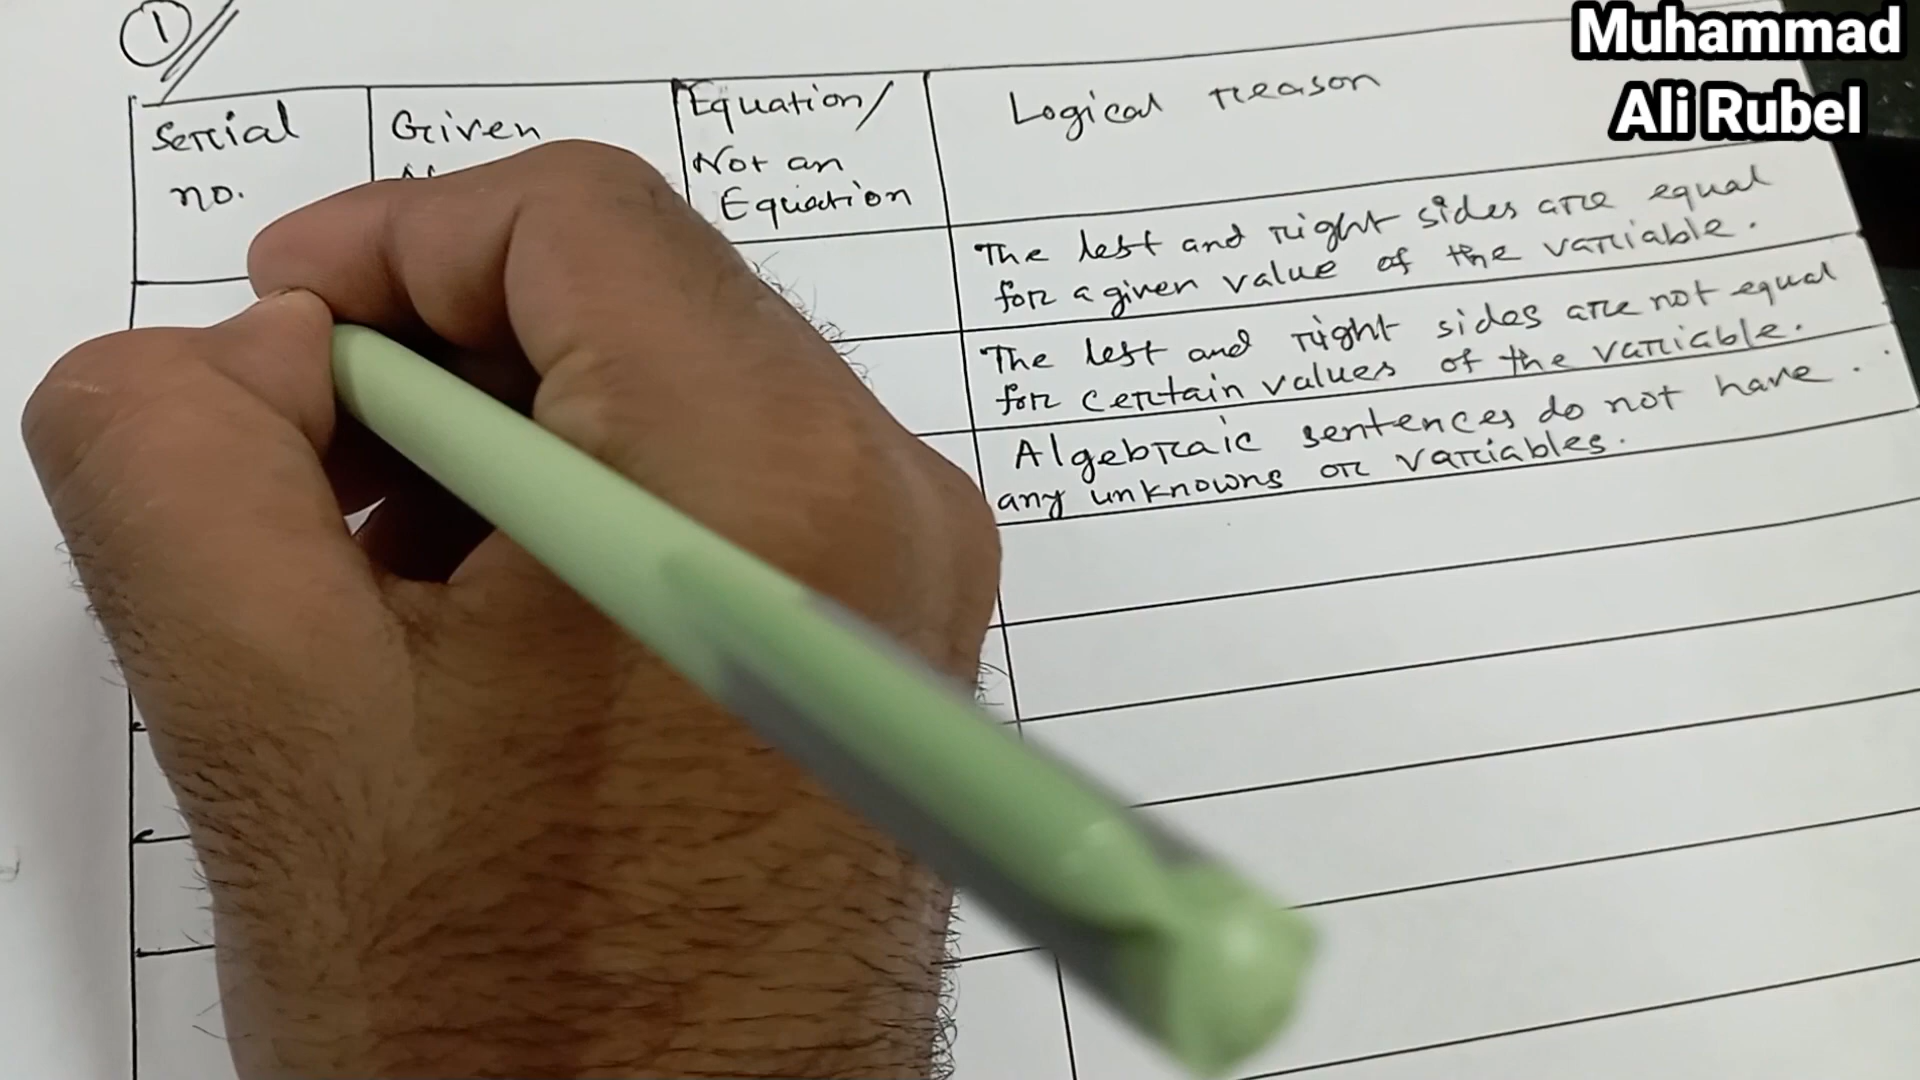 Muhammad
Ali Rubel
1
Serial
no.
Given
Equation/
Not an
Equation
Logical reason
The left and right sides are equal
for a given value of the variable.
The left and right sides are not equal
for certain values of the variable.
Algebraic sentences do not have
any unknowns or variables.